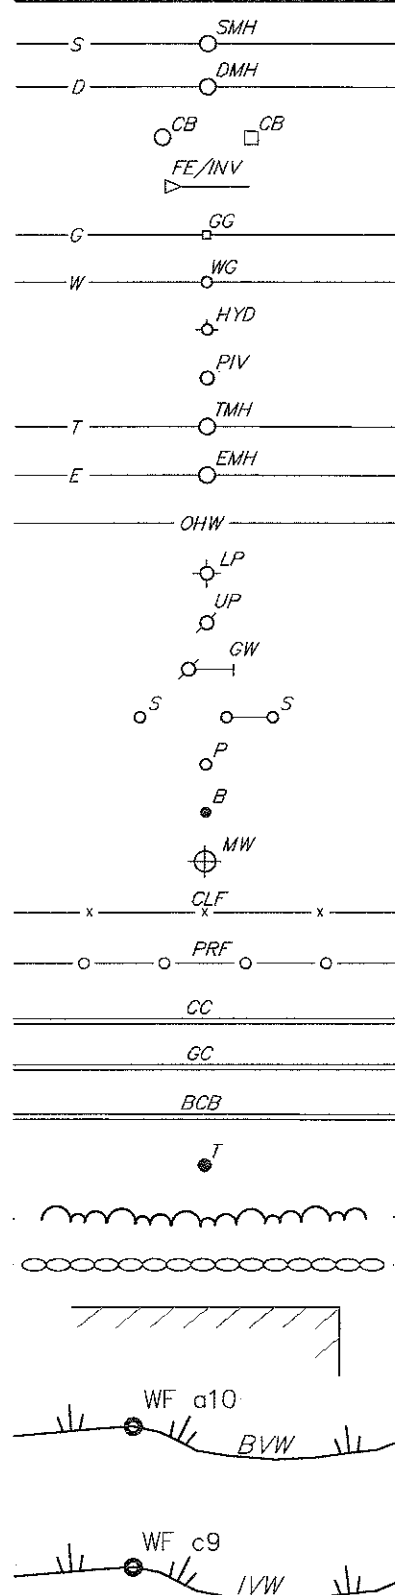 S SMH
D DMH
CB CB
FE/INV
G GG
W WG
HYD
PIV
T TMH
E EMH
OHW
LP
UP
GW
S S
P
B
MW
CLF
x x x
PRF
CC
GC
BCB
T
WF a10
BVW
WF c9
IVW